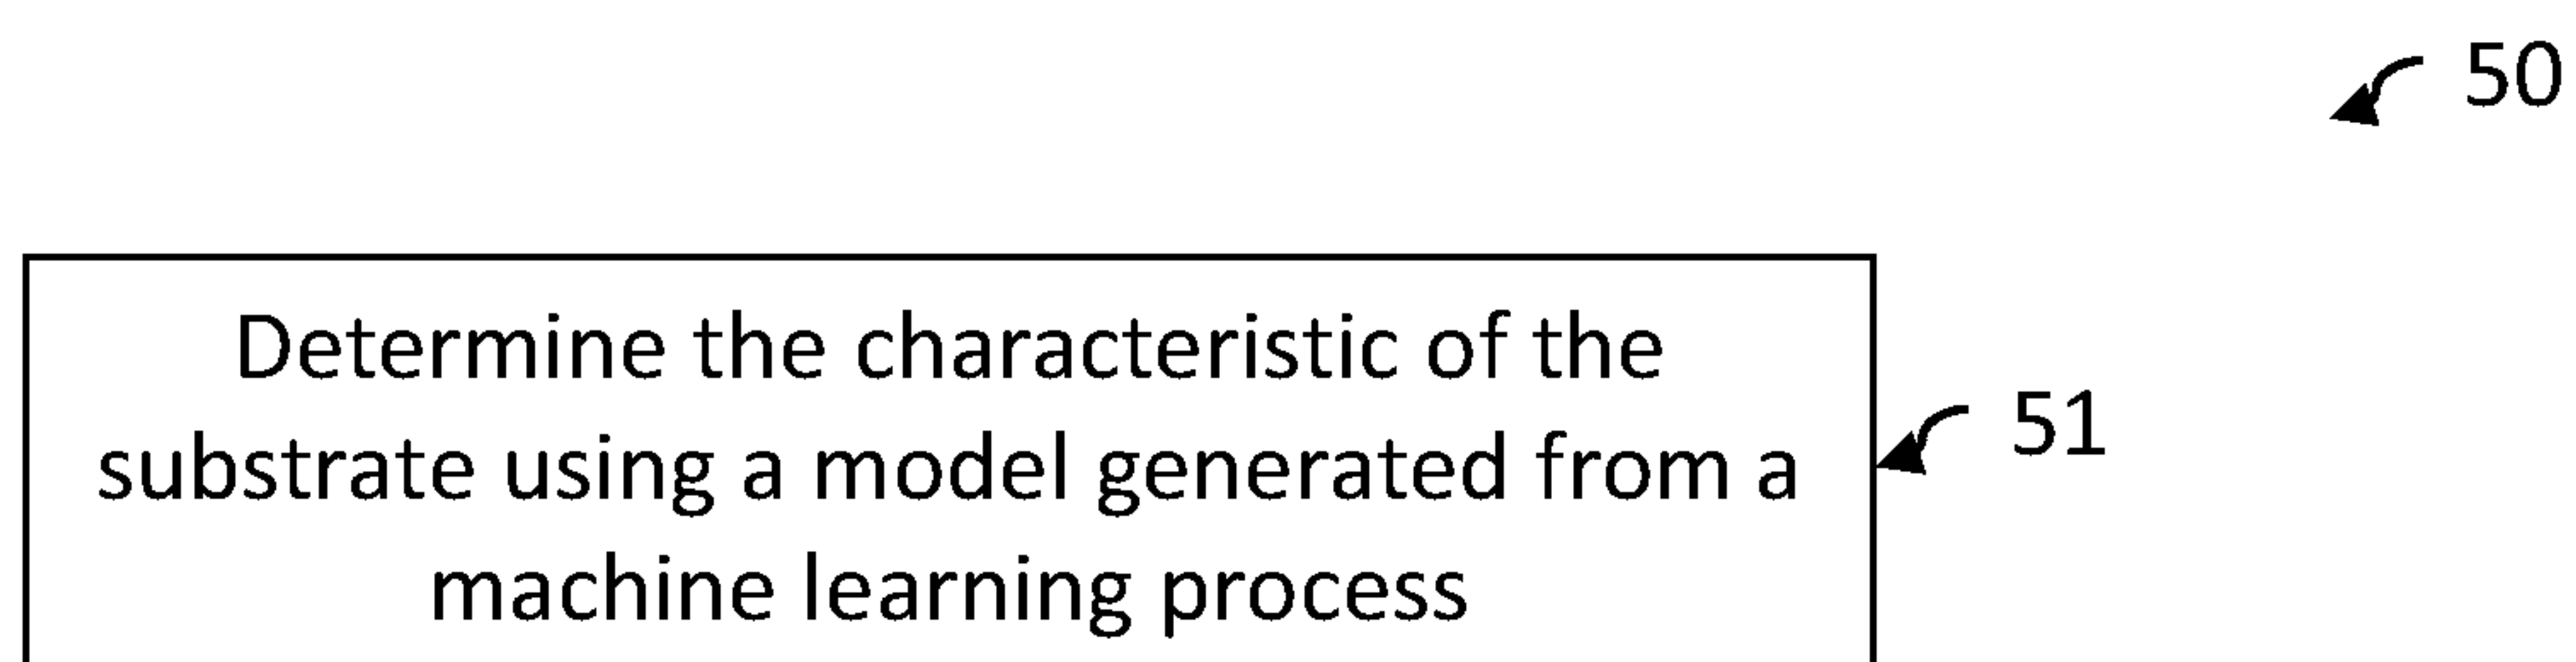 50
Determine the characteristic of the
substrate using a model generated from a
machine learning process
51